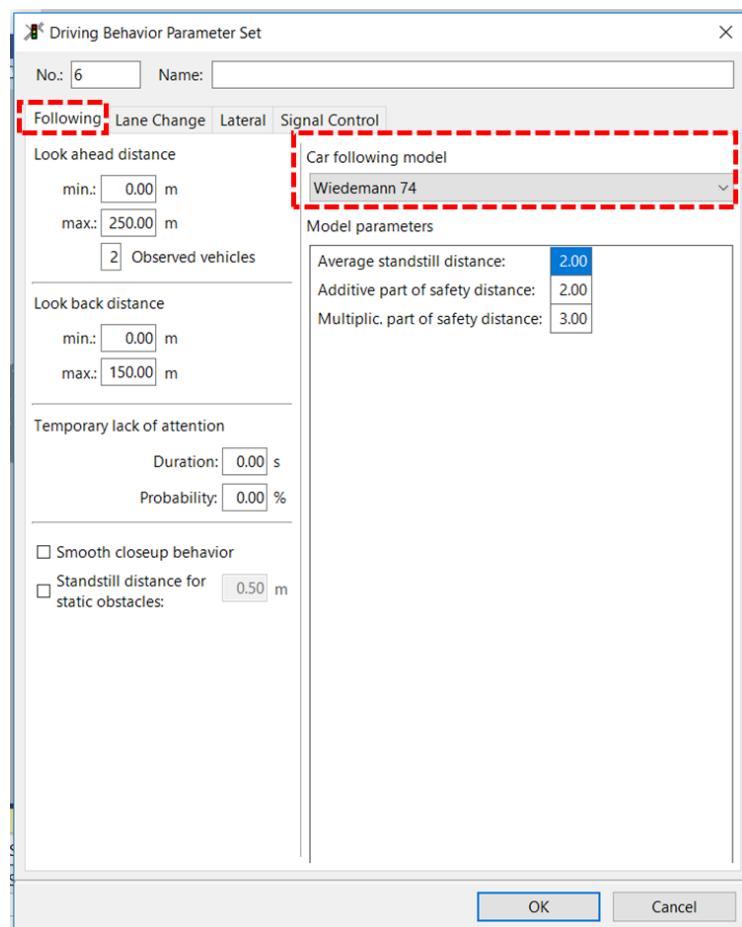 Driving Behavior Parameter Set
No.: 6 Name:
Following Lane Change Lateral Signal Control
Look ahead distance
min.: 0.00 m
max.: 250.00 m
2 Observed vehicles
Look back distance
min.: 0.00 m
max.: 150.00 m
Temporary lack of attention
Duration: 0.00 s
Probability: 0.00 %
Smooth closeup behavior
Standstill distance for
static obstacles:
0.50 m
Car following model
Wiedemann 74
Model parameters
Average standstill distance: 2.00
Additive part of safety distance: 2.00
Multiplic. part of safety distance: 3.00
OK Cancel